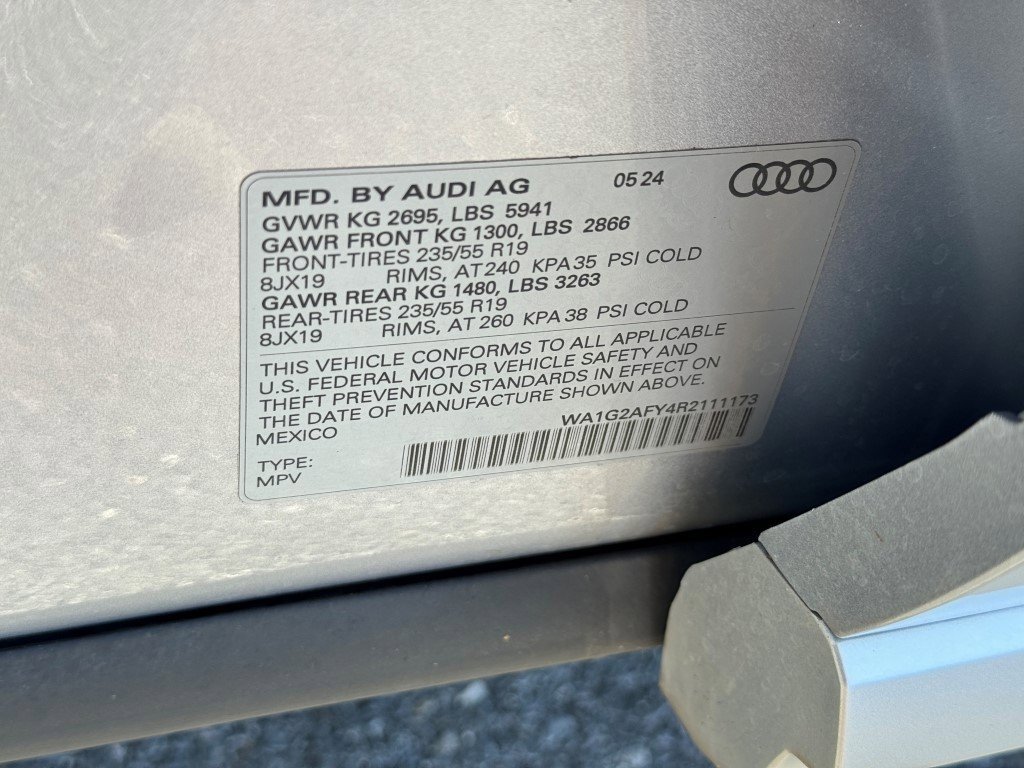 MFD. BY AUDI AG 05 24
GVWR KG 2695, LBS 5941
GAWR FRONT KG 1300, LBS 2866
FRONT-TIRES 235/55 R19
8JX19 RIMS, AT 240 KPA 35 PSI COLD
GAWR REAR KG 1480, LBS 3263
REAR-TIRES 235/55 R19
8JX19 RIMS, AT 260 KPA 38 PSI COLD
THIS VEHICLE CONFORMS TO ALL APPLICABLE
U.S. FEDERAL MOTOR VEHICLE SAFETY AND
THEFT PREVENTION STANDARDS IN EFFECT ON
THE DATE OF MANUFACTURE SHOWN ABOVE.
MEXICO WA1G2AFY4R2111173
TYPE:
MPV